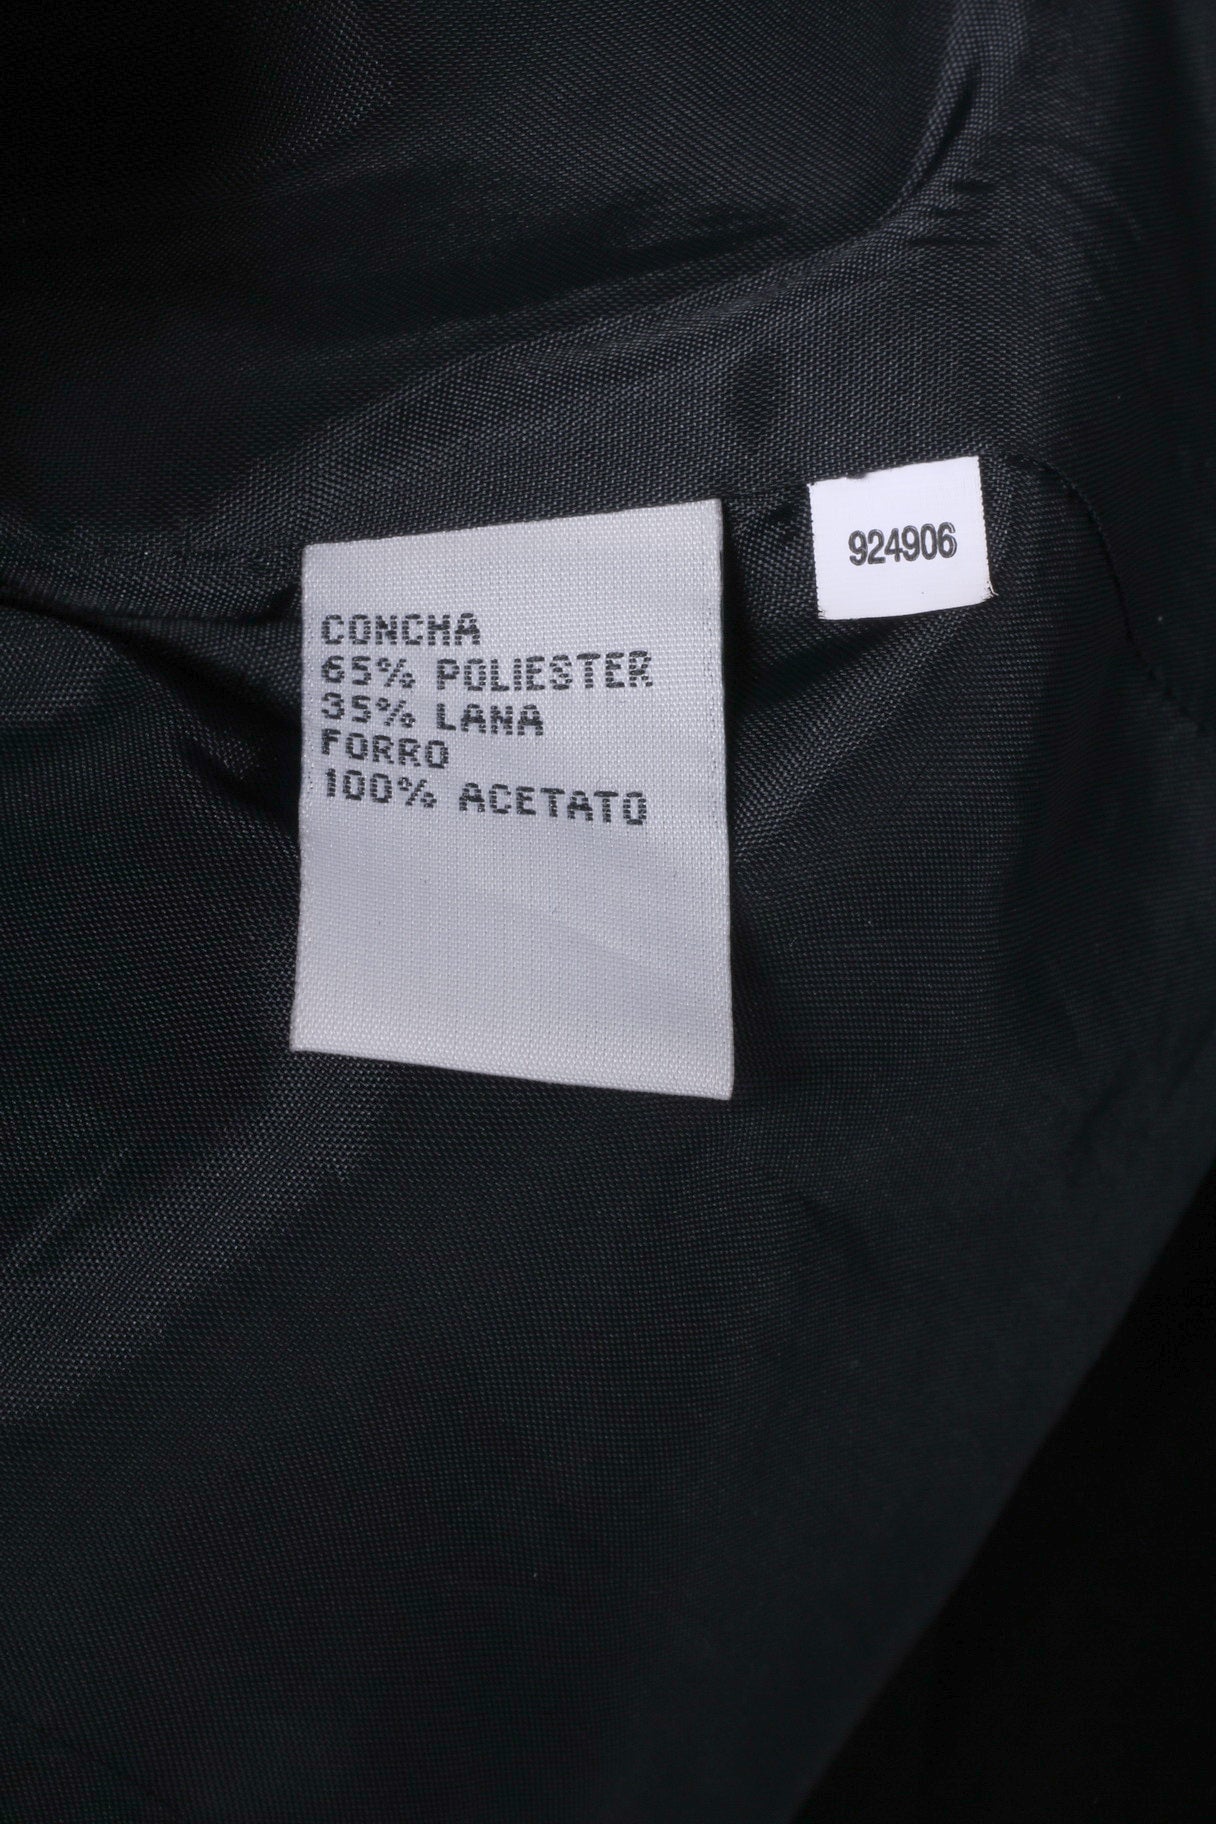 CONCHA
65% POLIESTER
35% LANA
FORRO
100% ACETATO
924906